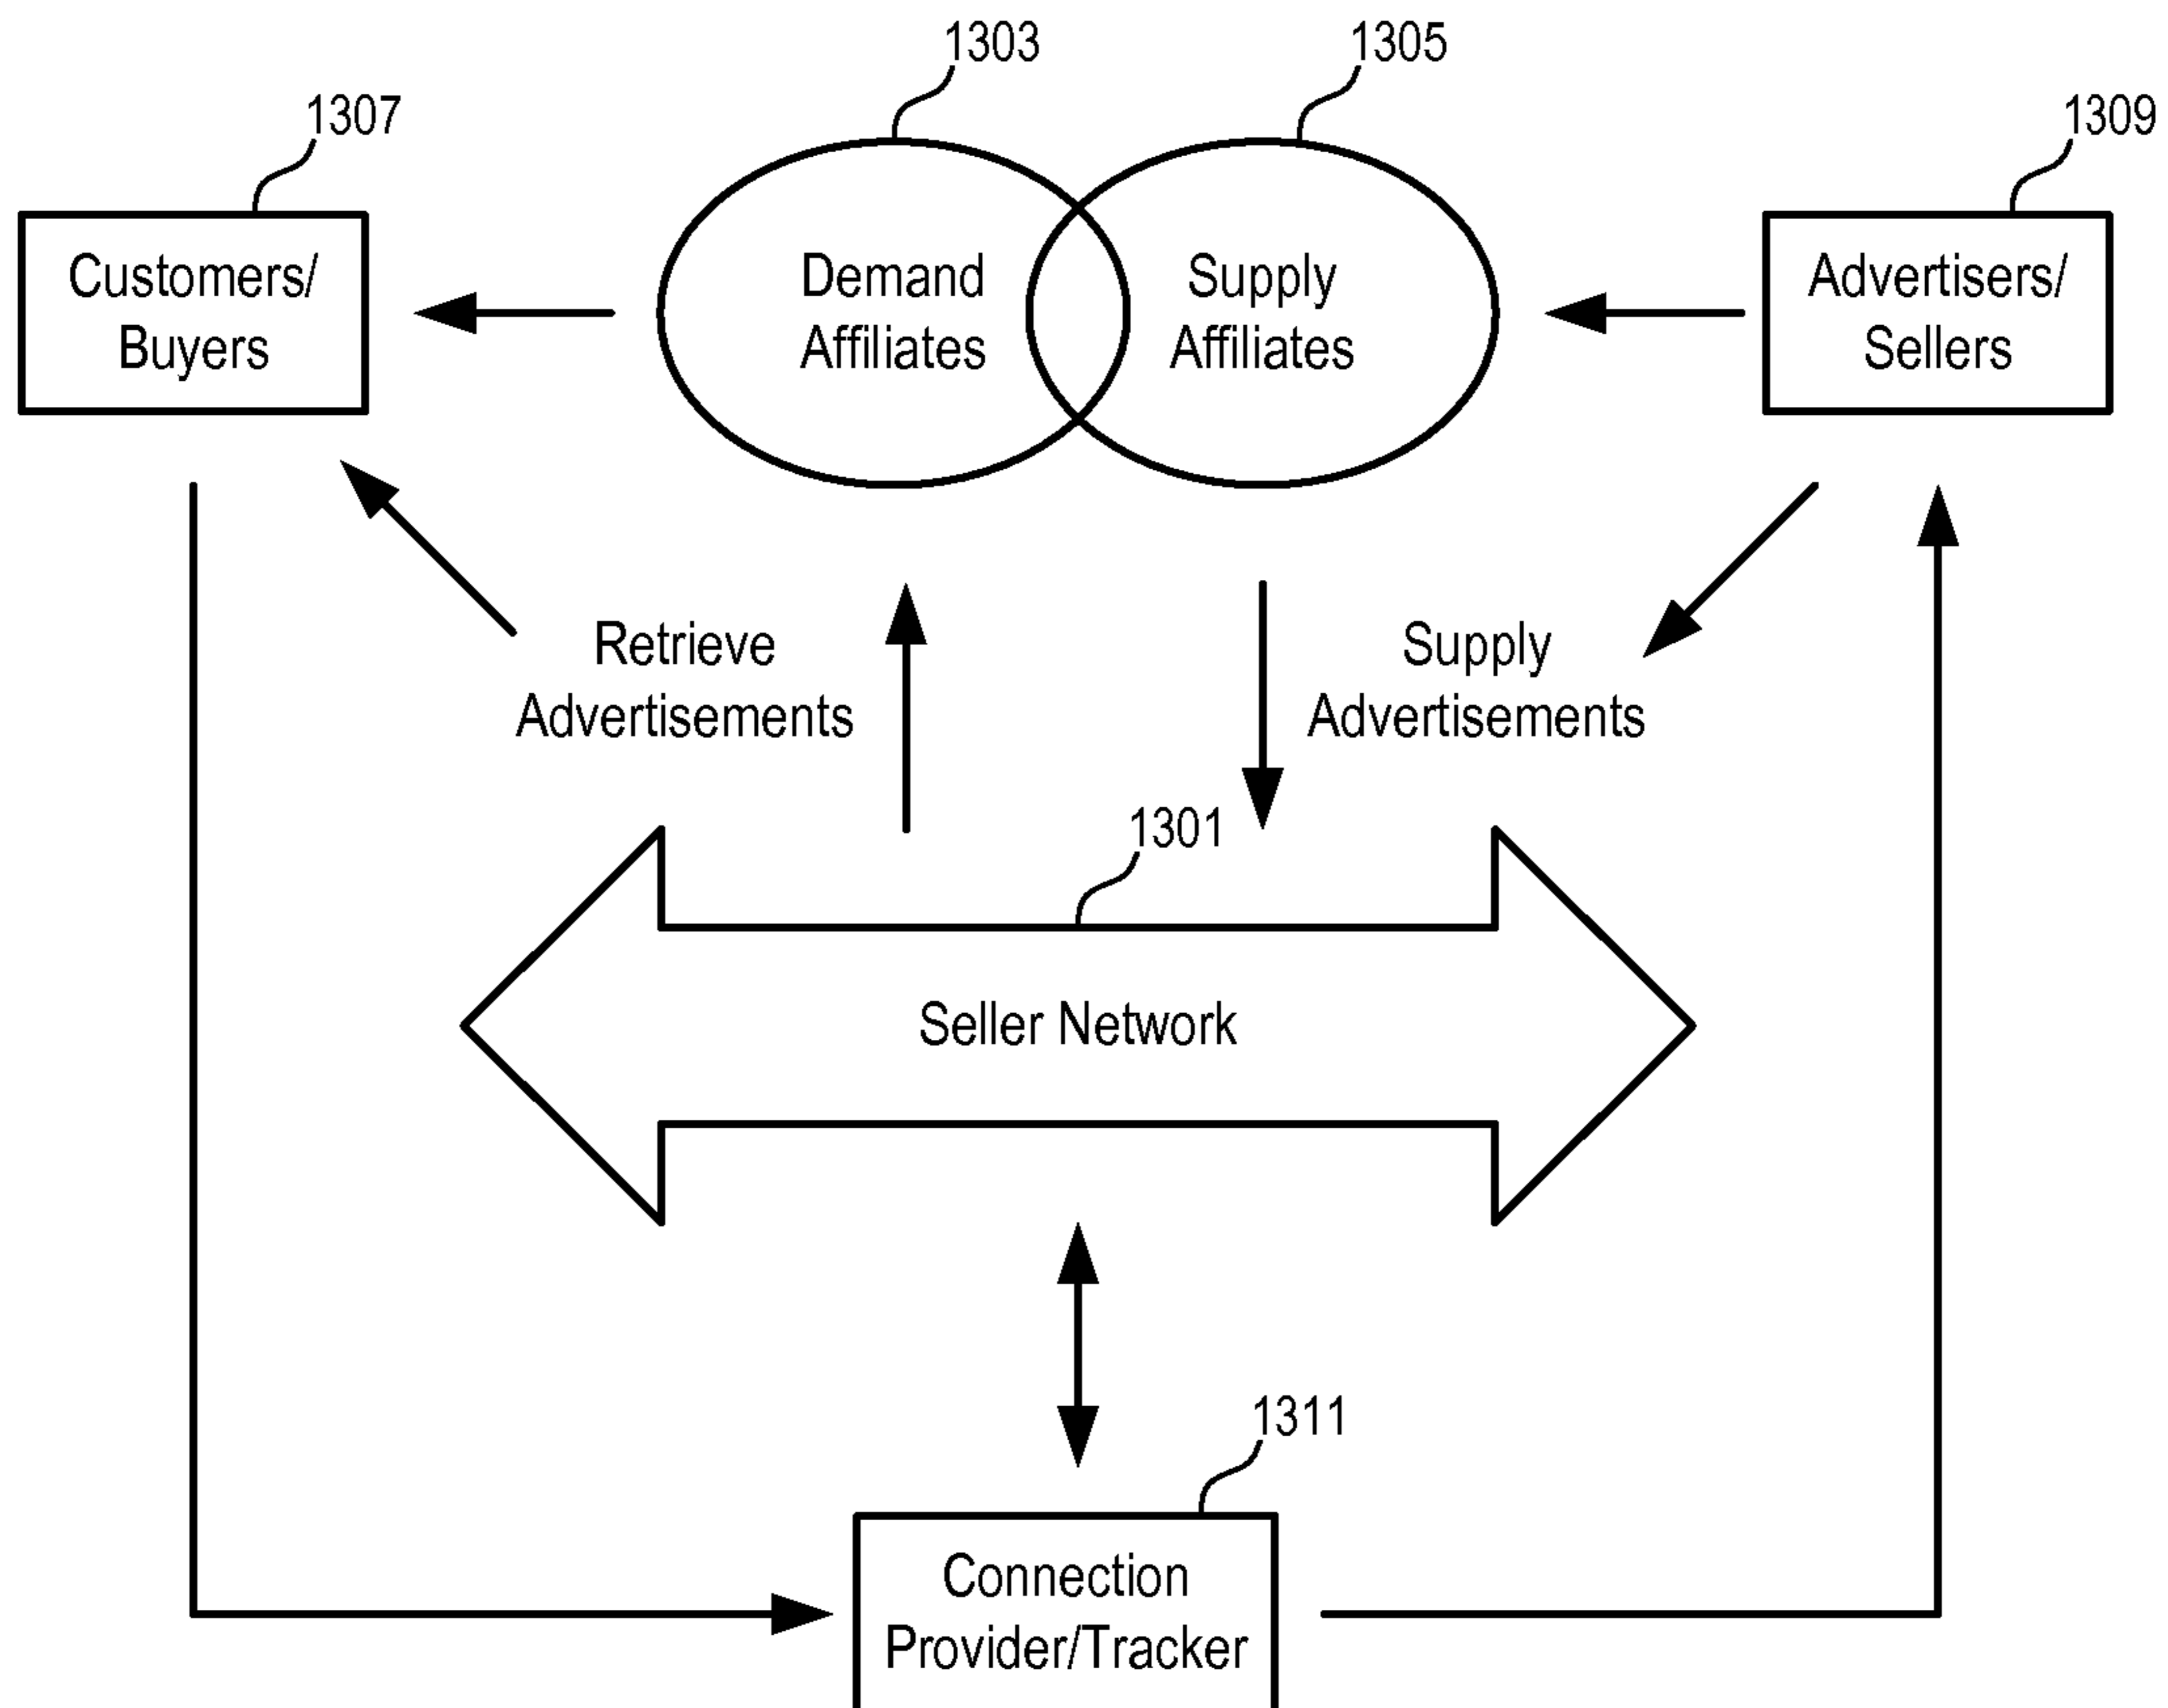 1303
1305
1307
1309
Customers/
Buyers
Demand
Affiliates
Supply
Affiliates
Advertisers/
Sellers
Retrieve
Advertisements
Supply
Advertisements
1301
Seller Network
1311
Connection
Provider/Tracker